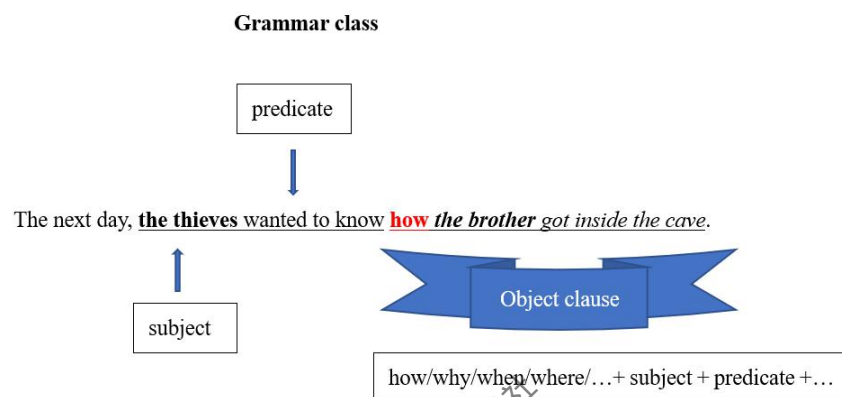 Grammar class
predicate
The next day, the thieves wanted to know how the brother got inside the cave.
Object clause
subject
how/why/when/where/…+ subject + predicate +…